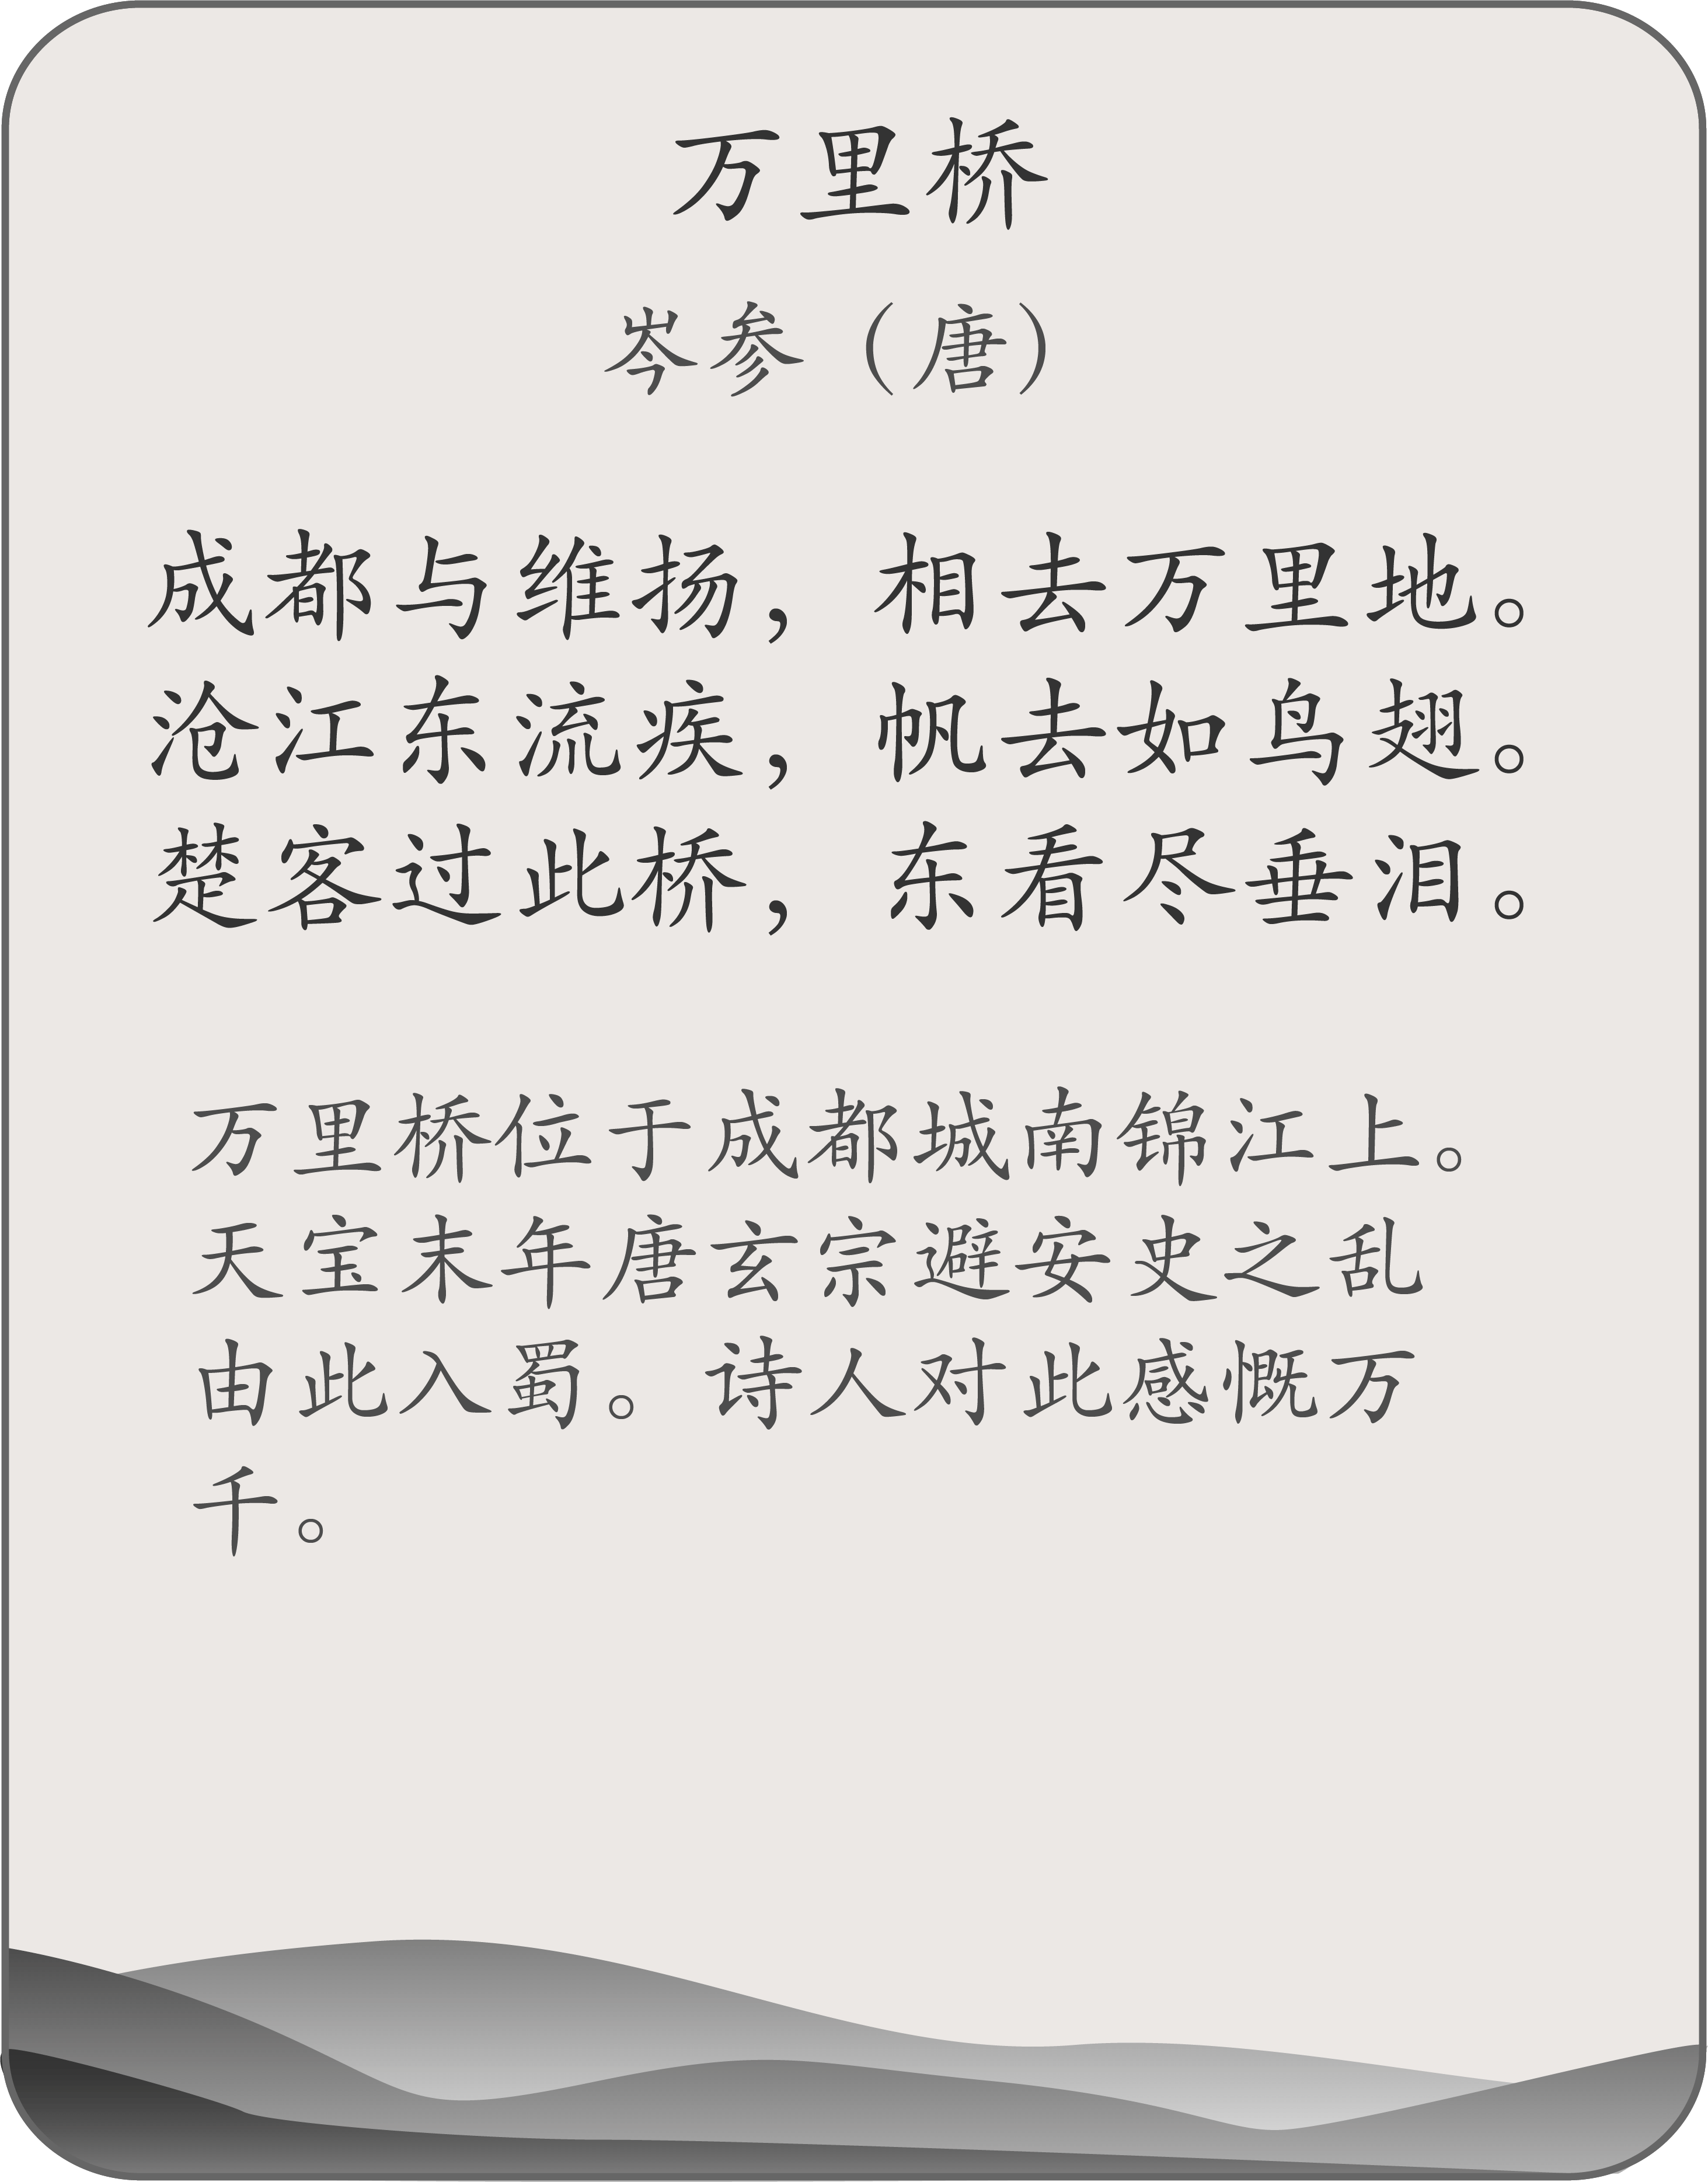 万里桥
岑参（唐）
成都与维扬，相去万里地。
沧江东流疾，帆去如鸟翅。
楚客过此桥，东看尽垂泪。
万里桥位于成都城南锦江上。
天宝末年唐玄宗避安史之乱
由此入蜀。诗人对此感慨万
千。